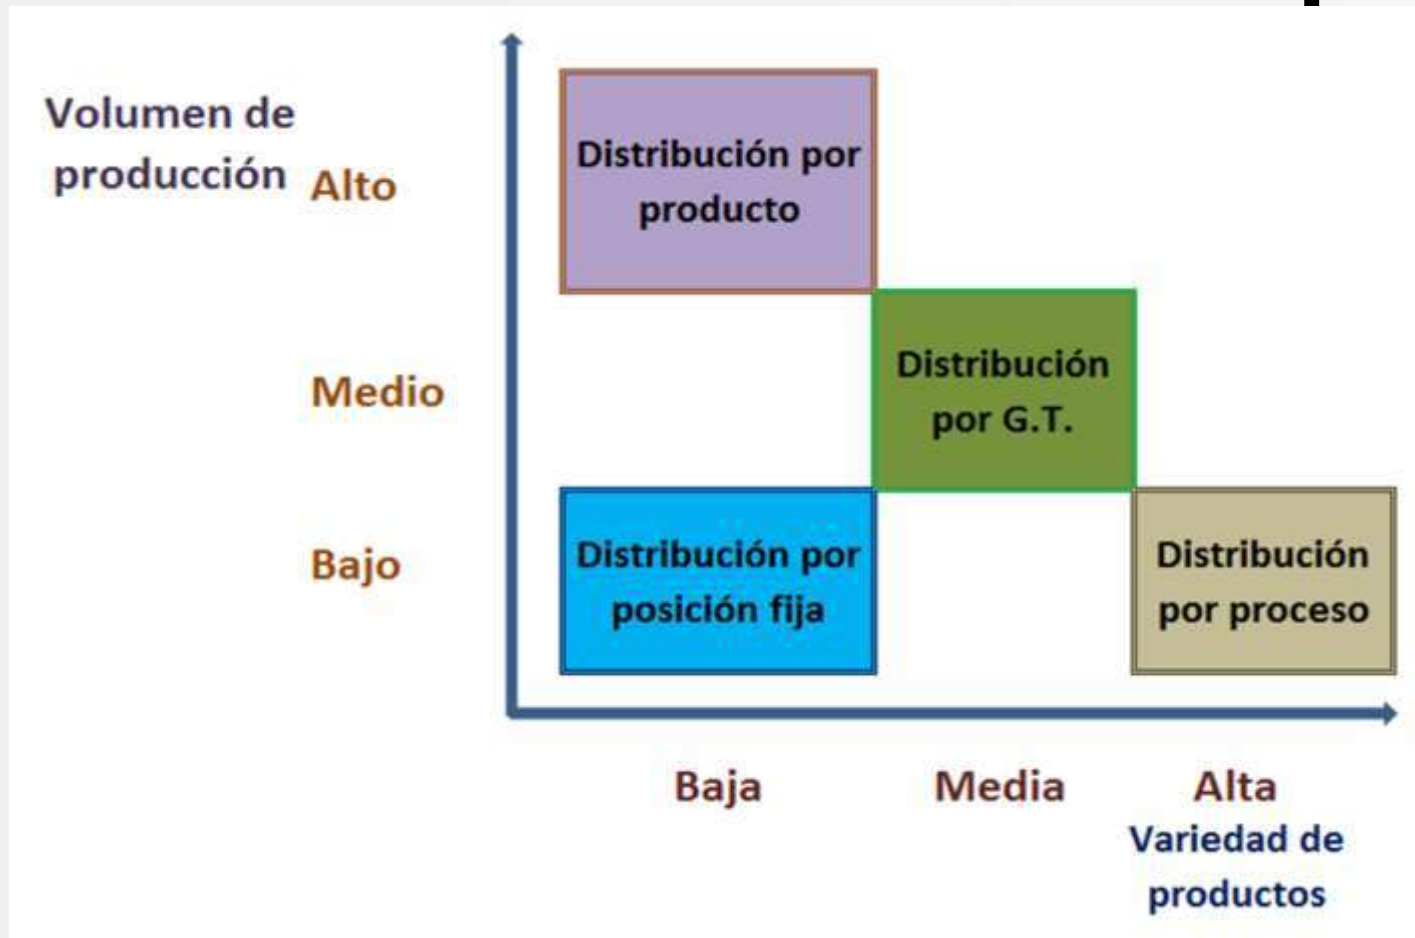 Volumen de
producción
Alto
Distribución por
producto
Medio
Distribución
por G.T.
Bajo
Distribución por
posición fija
Distribución
por proceso
Baja
Media
Alta
Variedad de
productos